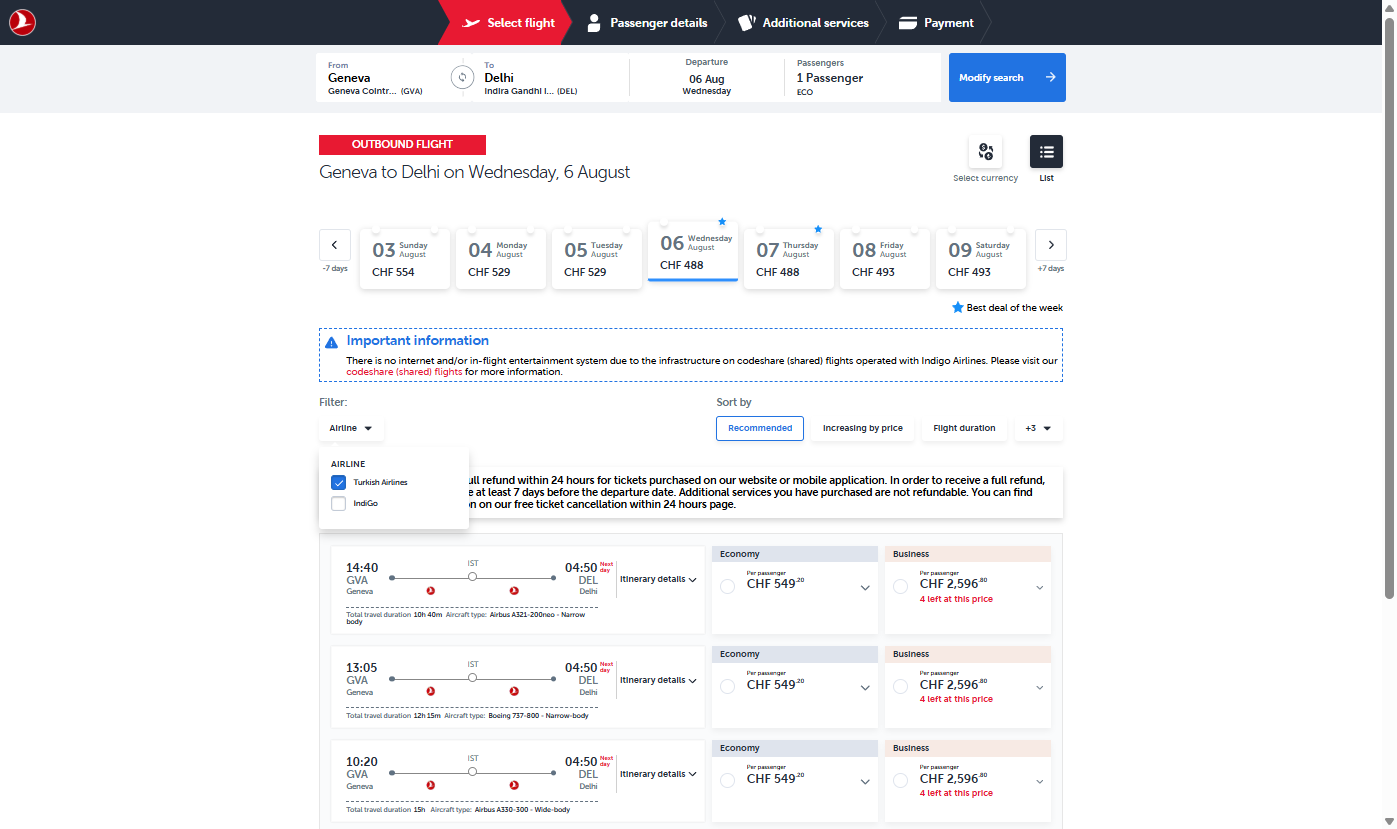 Select flight
Passenger details
Additional services
Payment
From
Geneva
Geneva Cointr... (GVA)
To
Delhi
Indira Gandhi I... (DEL)
Departure
06 Aug
Wednesday
Passengers
1 Passenger
ECO
Modify search
OUTBOUND FLIGHT
Geneva to Delhi on Wednesday, 6 August
Select currency
List
-7 days
03 Sunday August
CHF 554
04 Monday August
CHF 529
05 Tuesday August
CHF 529
06 Wednesday August
CHF 488
07 Thursday August
CHF 488
08 Friday August
CHF 493
09 Saturday August
CHF 493
+7 days
Best deal of the week
Important information
There is no internet and/or in-flight entertainment system due to the infrastructure on codeshare (shared) flights operated with Indigo Airlines. Please visit our
codeshare (shared) flights for more information.
Filter:
Airline
Sort by
Recommended
Increasing by price
Flight duration
+3
AIRLINE
Turkish Airlines
IndiGo
ull refund within 24 hours for tickets purchased on our website or mobile application. In order to receive a full refund,
e at least 7 days before the departure date. Additional services you have purchased are not refundable. You can find
n on our free ticket cancellation within 24 hours page.
14:40
GVA
Geneva
IST
04:50 Next day
DEL
Delhi
Itinerary details
Total travel duration 10h 40m Aircraft type: Airbus A321-200neo - Narrow
body
Economy
Per passenger
CHF 549.20
Business
Per passenger
CHF 2,596.80
4 left at this price
13:05
GVA
Geneva
IST
04:50 Next day
DEL
Delhi
Itinerary details
Total travel duration 12h 15m Aircraft type: Boeing 737-800 - Narrow-body
Economy
Per passenger
CHF 549.20
Business
Per passenger
CHF 2,596.80
4 left at this price
10:20
GVA
Geneva
IST
04:50 Next day
DEL
Delhi
Itinerary details
Total travel duration 15h Aircraft type: Airbus A330-300 - Wide-body
Economy
Per passenger
CHF 549.20
Business
Per passenger
CHF 2,596.80
4 left at this price